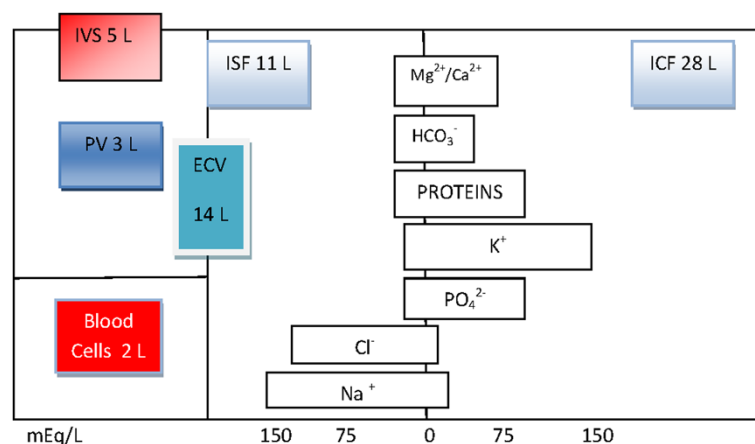 IVS 5 L
ISF 11 L
Mg²⁺/Ca²⁺
ICF 28 L
PV 3 L
HCO₃⁻
ECV
14 L
PROTEINS
K⁺
PO₄²⁻
Blood
Cells 2 L
Cl⁻
Na ⁺
mEq/L 150 75 0 75 150